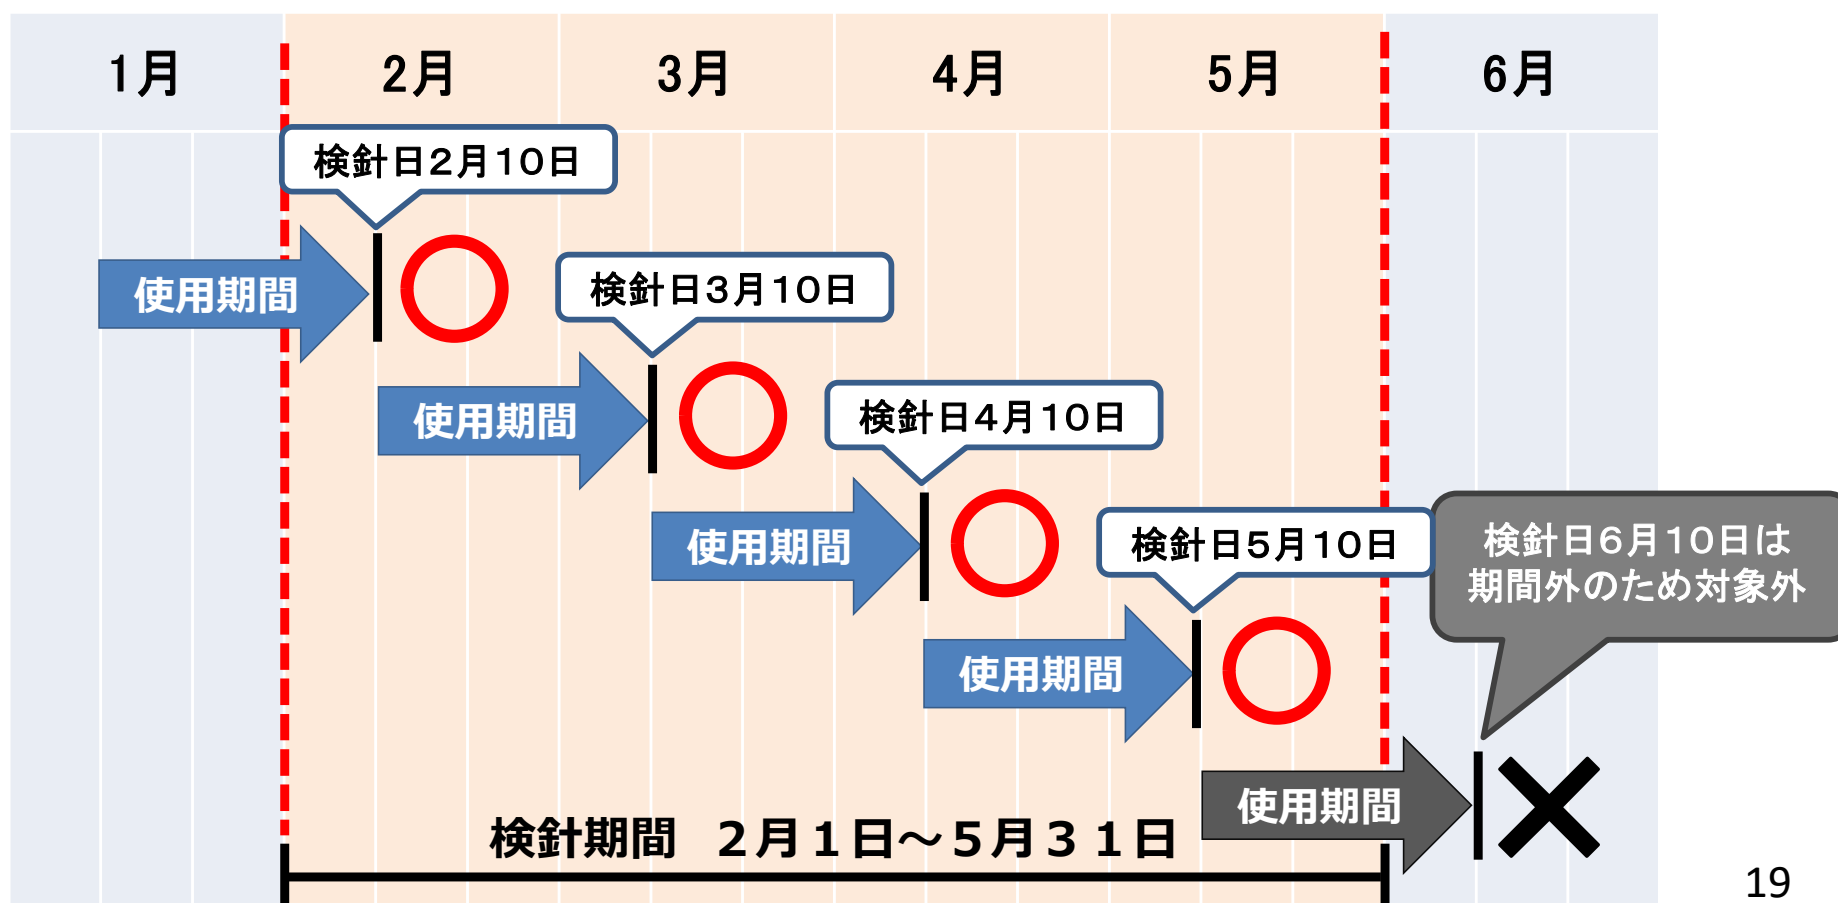 1月
2月
3月
4月
5月
6月
検針日2月10日
使用期間
検針日3月10日
使用期間
検針日4月10日
使用期間
検針日5月10日
使用期間
検針日6月10日は
期間外のため対象外
使用期間
検針期間 2月1日～5月31日
19